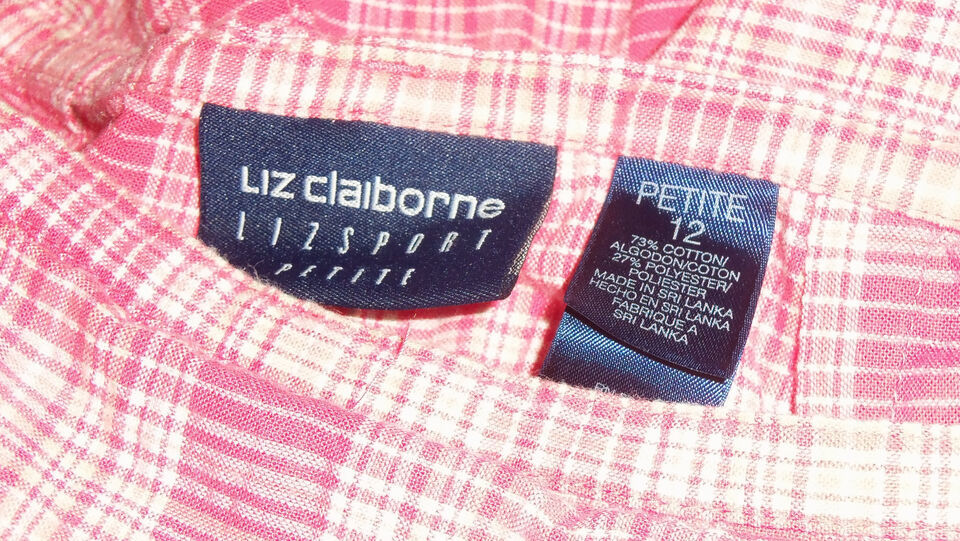 Liz claiborne
LIZSPORT
PETITE
PETITE
12
73% COTTON/
ALGODON/COTON
27% POLYESTER/
POLIESTER
MADE IN SRI LANKA
HECHO EN SRI LANKA
FABRIQUE A
SRI LANKA